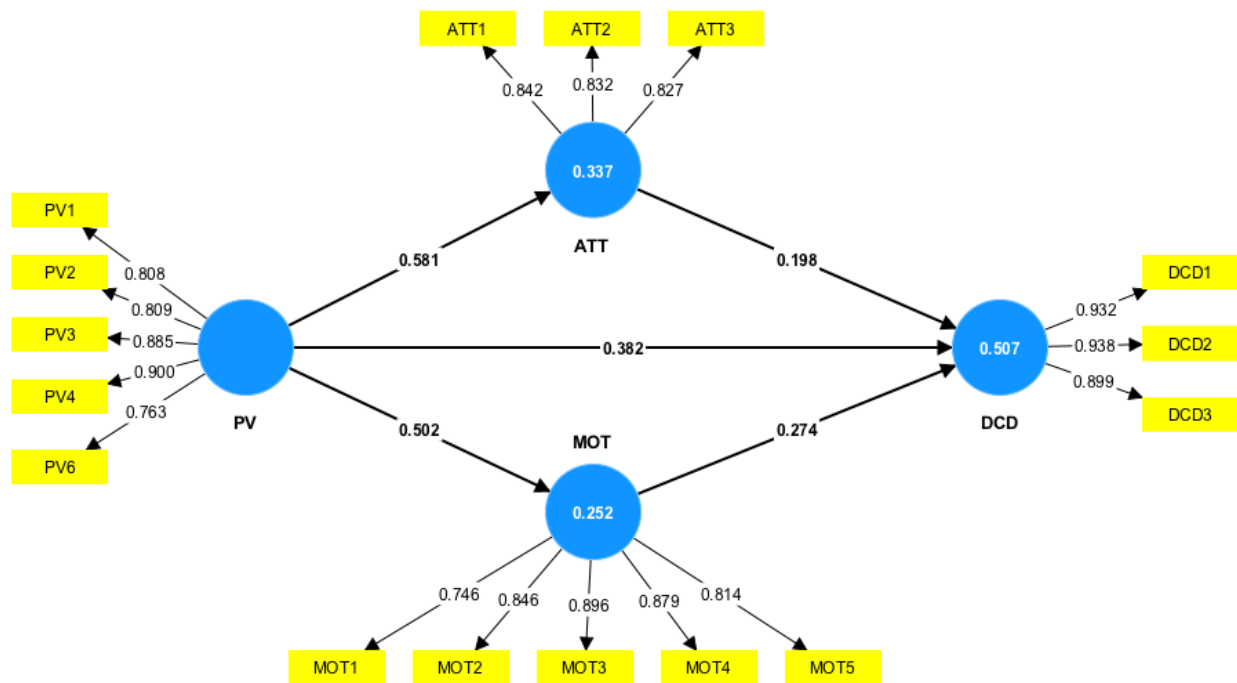 ATT1 ATT2 ATT3
0.842 0.832 0.827
0.337
ATT
PV1
PV2
PV3
PV4
PV6
0.808
0.809
0.885
0.900
0.763
PV
0.581
0.382
0.502
0.198
0.274
MOT
0.252
0.746 0.846 0.896 0.879 0.814
MOT1 MOT2 MOT3 MOT4 MOT5
0.507
DCD
0.932
0.938
0.899
DCD1
DCD2
DCD3